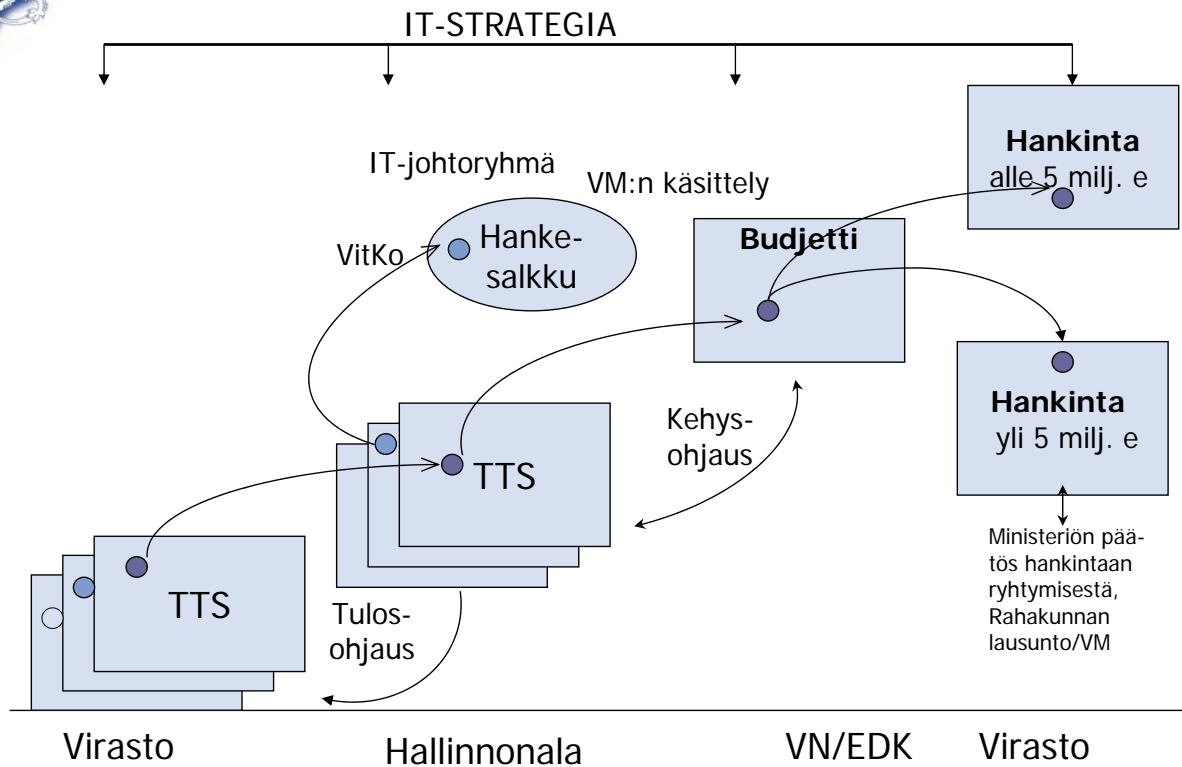 IT-STRATEGIA
Hankinta
alle 5 milj. e
IT-johtoryhmä
VM:n käsittely
VitKo
Hanke-
salkku
Budjetti
Hankinta
yli 5 milj. e
Kehys-
ohjaus
TTS
Ministeriön pää-
tös hankintaan
ryhtymisestä,
Rahakunnan
lausunto/VM
TTS
Tulos-
ohjaus
Virasto
Hallinnonala
VN/EDK
Virasto